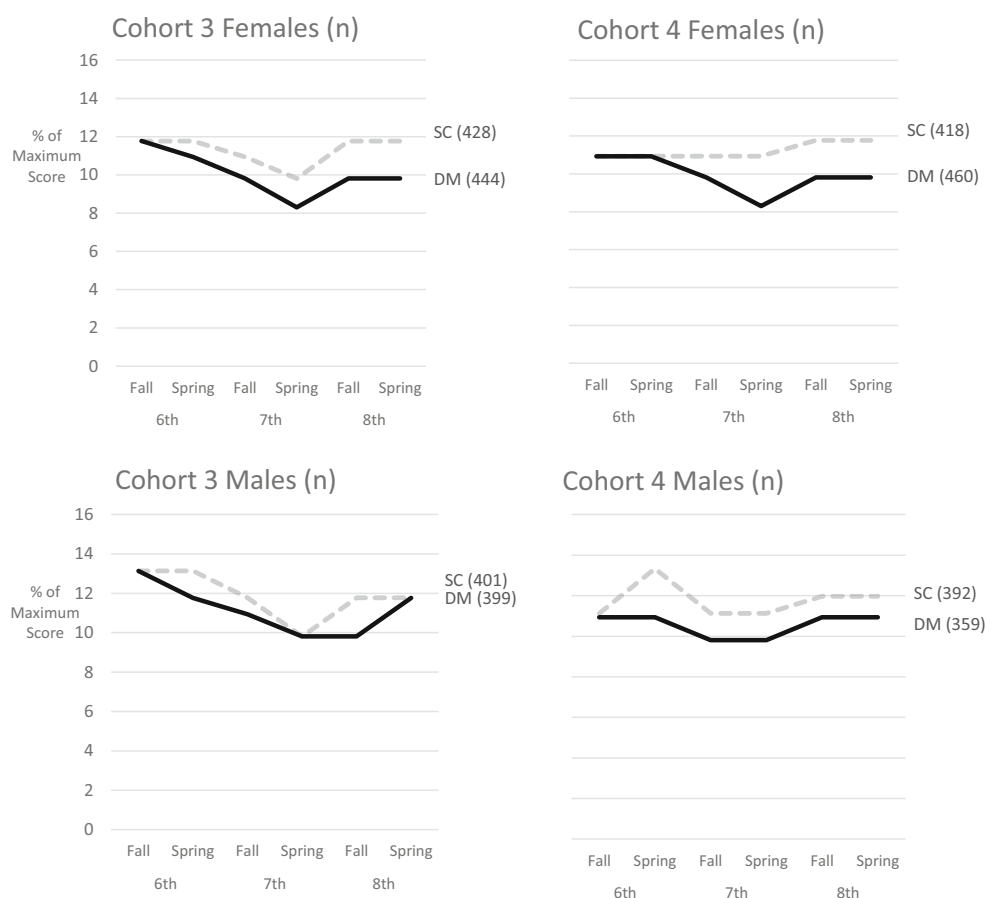 Cohort 3 Females (n)
16
14
12
10
8
6
4
2
0
% of
Maximum
Score
SC (428)
DM (444)
Fall Spring Fall Spring Fall Spring
6th 7th 8th
Cohort 4 Females (n)
SC (418)
DM (460)
Fall Spring Fall Spring Fall Spring
6th 7th 8th
Cohort 3 Males (n)
16
14
12
10
8
6
4
2
0
% of
Maximum
Score
SC (401)
DM (399)
Fall Spring Fall Spring Fall Spring
6th 7th 8th
Cohort 4 Males (n)
SC (392)
DM (359)
Fall Spring Fall Spring Fall Spring
6th 7th 8th